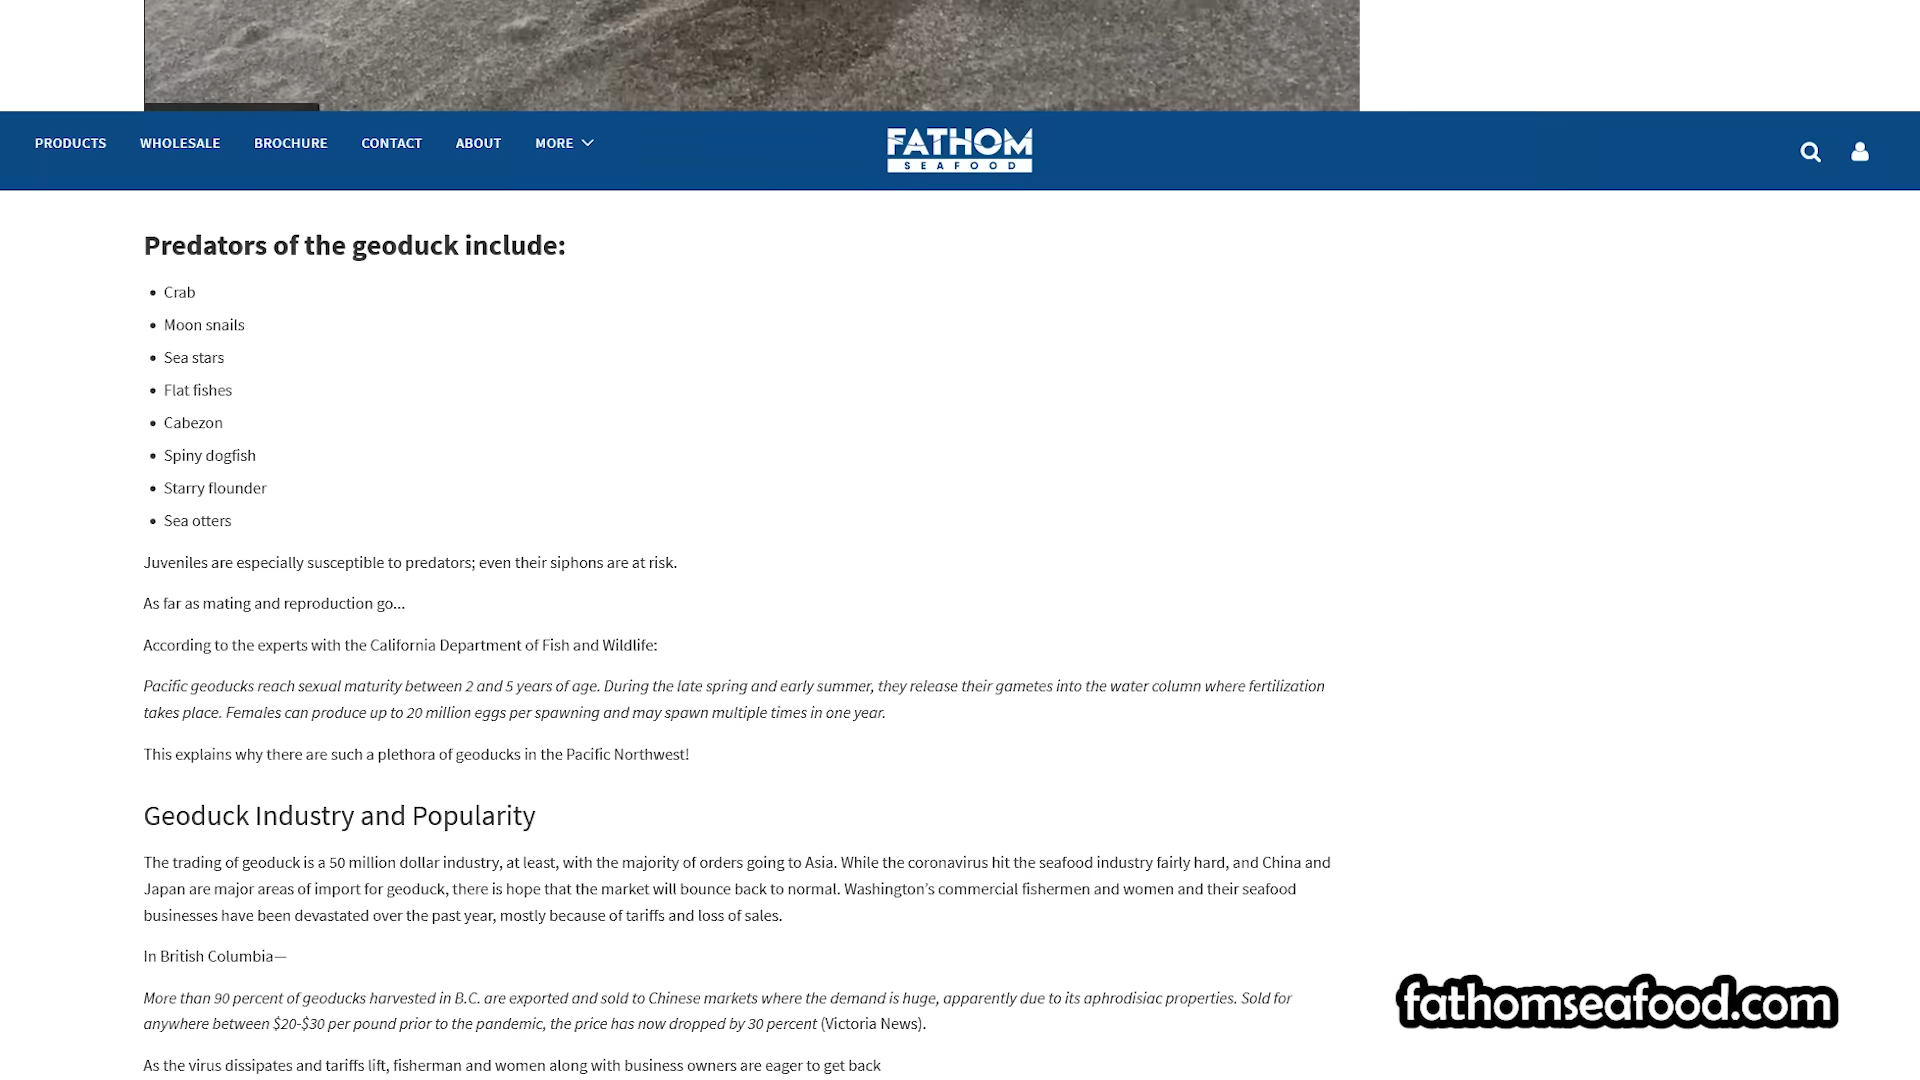 PRODUCTS WHOLESALE BROCHURE CONTACT ABOUT MORE
FATHOM
SEAFOOD
Predators of the geoduck include:
• Crab
• Moon snails
• Sea stars
• Flat fishes
• Cabezon
• Spiny dogfish
• Starry flounder
• Sea otters
Juveniles are especially susceptible to predators; even their siphons are at risk.
As far as mating and reproduction go...
According to the experts with the California Department of Fish and Wildlife:
Pacific geoducks reach sexual maturity between 2 and 5 years of age. During the late spring and early summer, they release their gametes into the water column where fertilization
takes place. Females can produce up to 20 million eggs per spawning and may spawn multiple times in one year.
This explains why there are such a plethora of geoducks in the Pacific Northwest!
Geoduck Industry and Popularity
The trading of geoduck is a 50 million dollar industry, at least, with the majority of orders going to Asia. While the coronavirus hit the seafood industry fairly hard, and China and
Japan are major areas of import for geoduck, there is hope that the market will bounce back to normal. Washington’s commercial fishermen and women and their seafood
businesses have been devastated over the past year, mostly because of tariffs and loss of sales.
In British Columbia—
More than 90 percent of geoducks harvested in B.C. are exported and sold to Chinese markets where the demand is huge, apparently due to its aphrodisiac properties. Sold for
anywhere between $20-$30 per pound prior to the pandemic, the price has now dropped by 30 percent (Victoria News).
As the virus dissipates and tariffs lift, fisherman and women along with business owners are eager to get back
fathomseafood.com